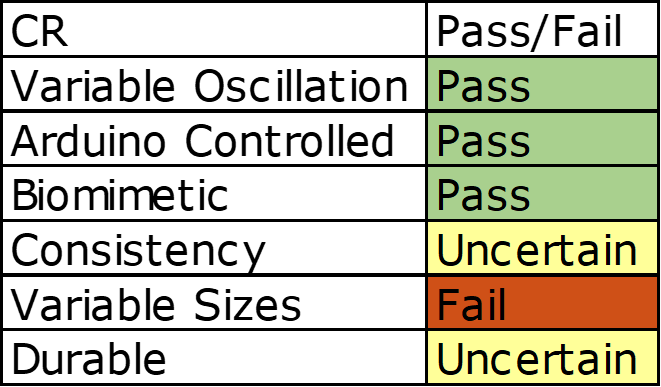 CR Pass/Fail
Variable Oscillation Pass
Arduino Controlled Pass
Biomimetic Pass
Consistency Uncertain
Variable Sizes Fail
Durable Uncertain